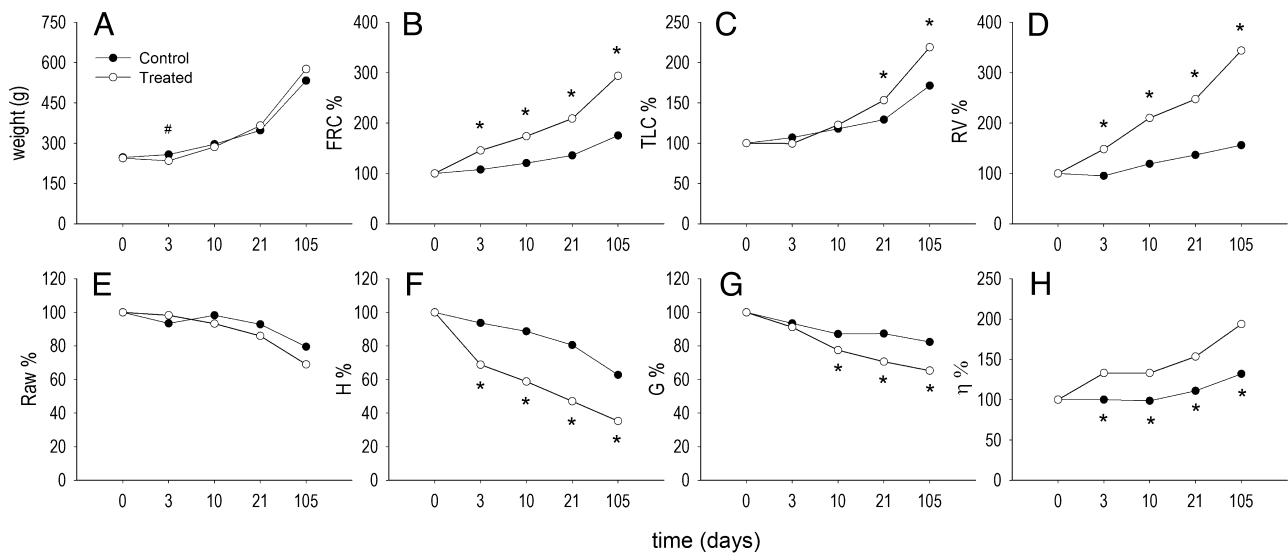 A
weight (g)
750
600
450
300
150
0
Control
Treated
#
0 3 10 21 105
B
FRC %
400
300
200
100
0
* * * *
0 3 10 21 105
C
TLC %
250
200
150
100
50
0
* *
0 3 10 21 105
D
RV %
400
300
200
100
0
* * * *
0 3 10 21 105
E
Raw %
120
100
80
60
40
20
0
0 3 10 21 105
F
H %
120
100
80
60
40
20
0
* * * *
0 3 10 21 105
G
G %
120
100
80
60
40
20
0
* * *
0 3 10 21 105
H
η %
250
200
150
100
50
0
* * * *
0 3 10 21 105
time (days)